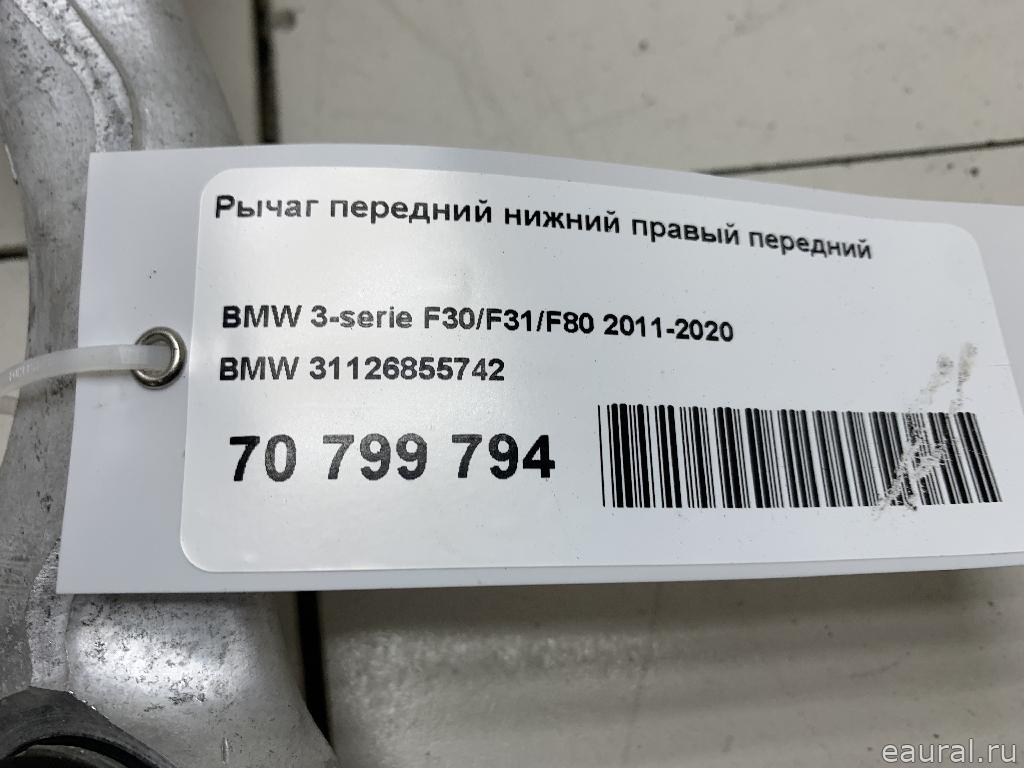 Рычаг передний нижний правый передний
BMW 3-serie F30/F31/F80 2011-2020
BMW 31126855742
70 799 794
eaural.ru